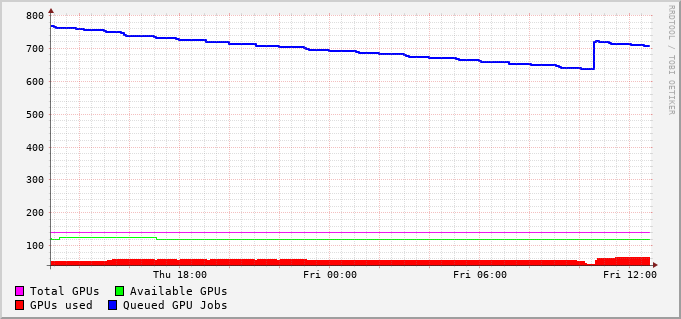 800
700
600
500
400
300
200
100
Thu 18:00 Fri 00:00 Fri 06:00 Fri 12:00
Total GPUs Available GPUs
GPUs used Queued GPU Jobs
RRDTOOL / TOBI OETIKER